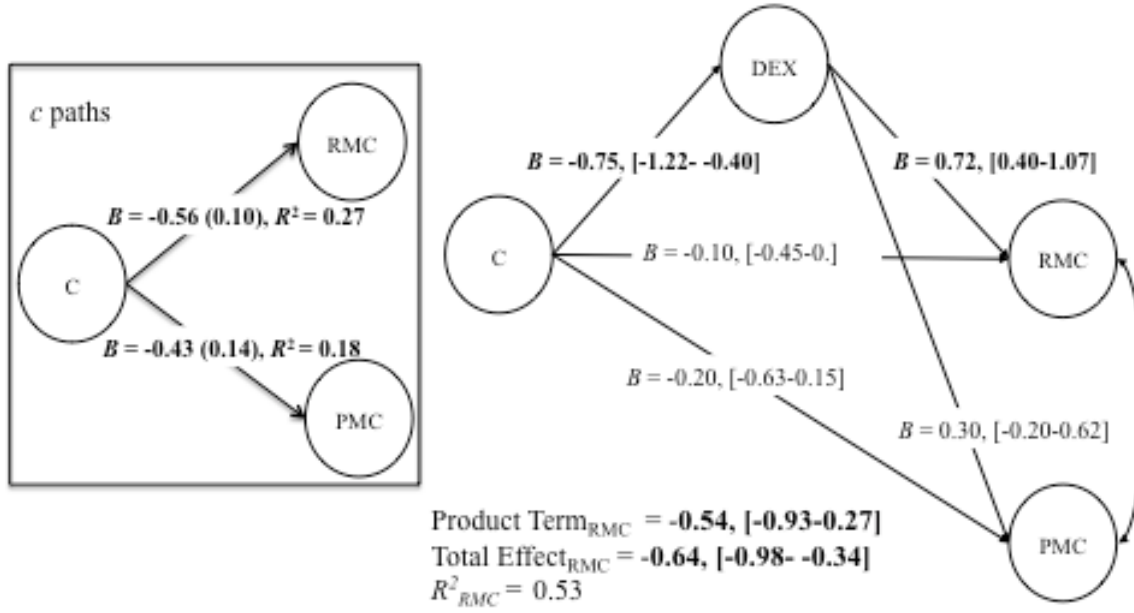 c paths
RMC
B = -0.56 (0.10), R² = 0.27
C
B = -0.43 (0.14), R² = 0.18
PMC
DEX
B = -0.75, [-1.22- -0.40]
B = 0.72, [0.40-1.07]
C
B = -0.10, [-0.45-0.]
RMC
B = -0.20, [-0.63-0.15]
B = 0.30, [-0.20-0.62]
PMC
Product Term_RMC = -0.54, [-0.93-0.27]
Total Effect_RMC = -0.64, [-0.98- -0.34]
R²_RMC = 0.53